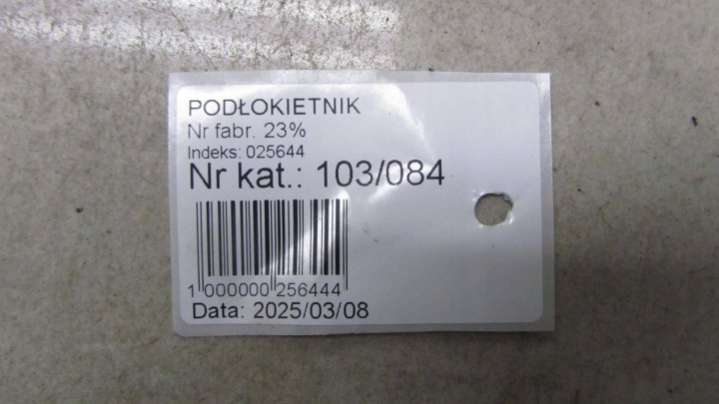 PODŁOKIETNIK
Nr fabr. 23%
Indeks: 025644
Nr kat.: 103/084
1 000000 256444
Data: 2025/03/08